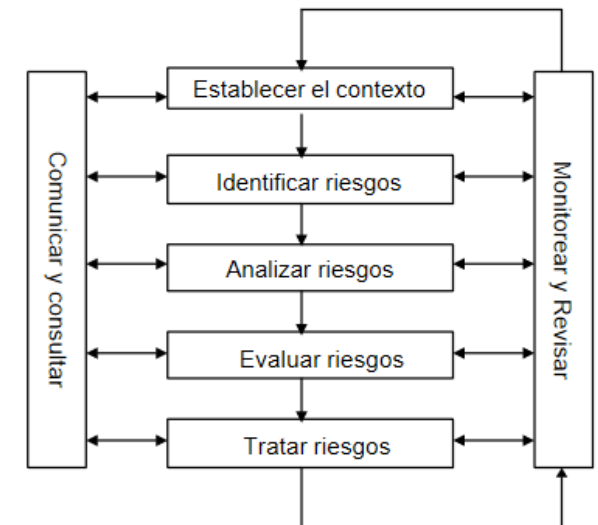 Establecer el contexto
Identificar riesgos
Analizar riesgos
Evaluar riesgos
Tratar riesgos
Comunicar y consultar
Monitorear y Revisar